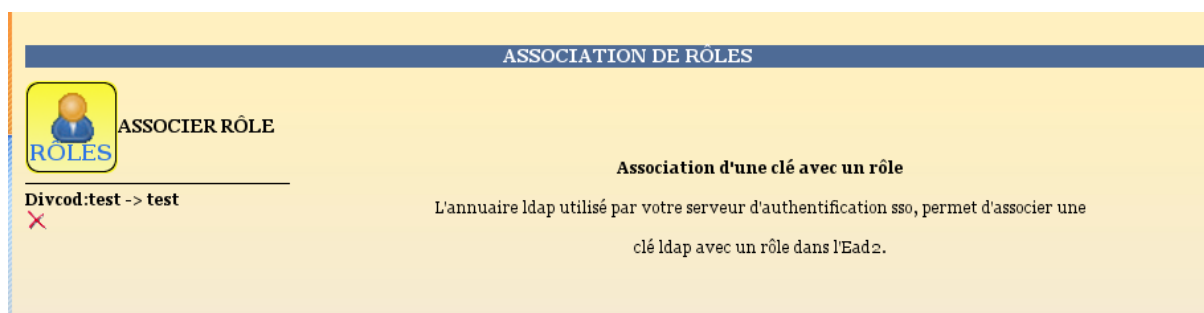 ASSOCIATION DE RÔLES
RÔLES
ASSOCIER RÔLE
Divcod:test -> test
Association d'une clé avec un rôle
L'annuaire ldap utilisé par votre serveur d'authentification sso, permet d'associer une
clé ldap avec un rôle dans l'Ead2.